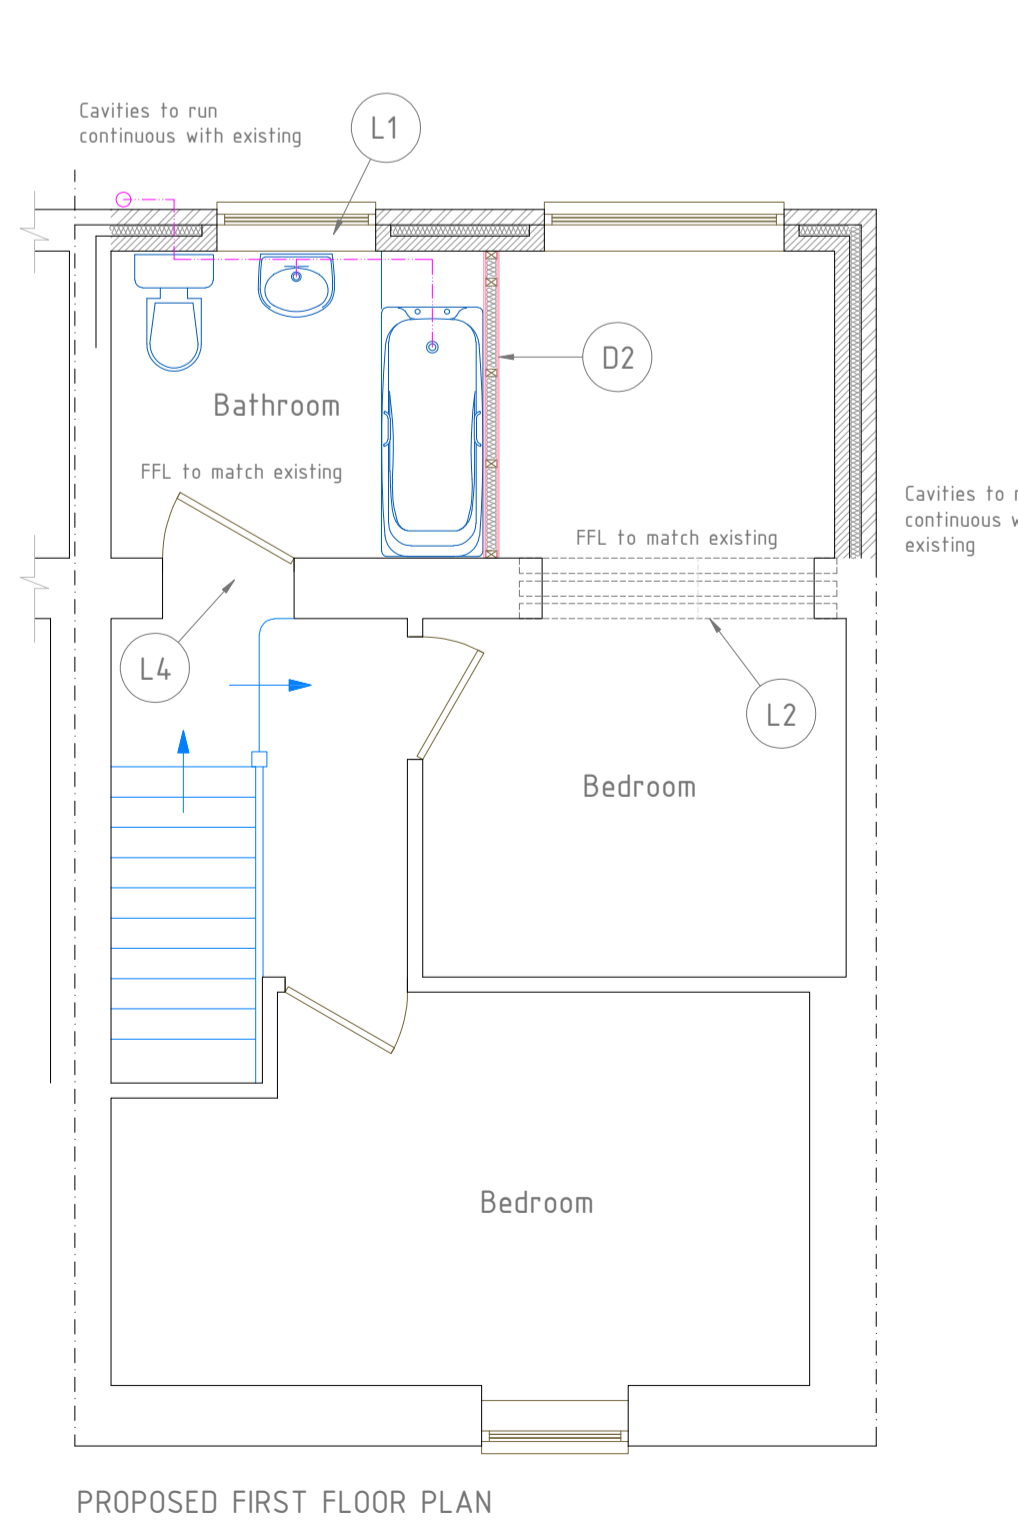 Cavities to run
continuous with existing
L1
D2
Bathroom
FFL to match existing
Cavities to
continuous
existing
FFL to match existing
L4
L2
Bedroom
Bedroom
PROPOSED FIRST FLOOR PLAN